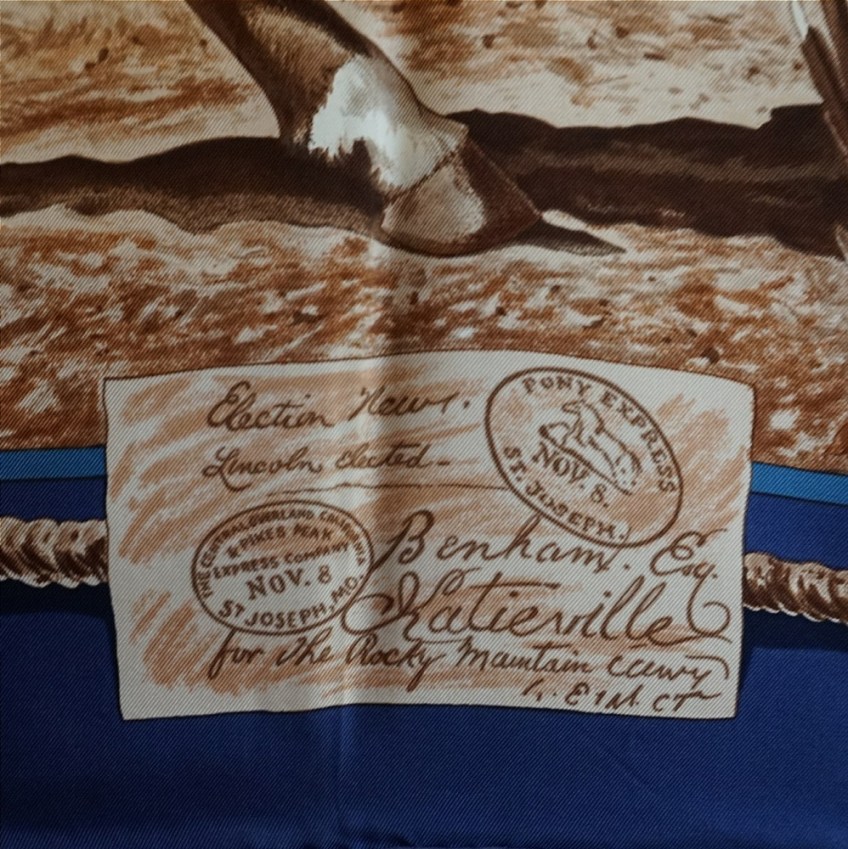 Election News.
Lincoln elected-
PONY EXPRESS
NOV. 8.
ST. JOSEPH.
THE CENTRAL OVERLAND CALIFORNIA
& PIKES PEAK
EXPRESS COMPANY
NOV. 8
ST JOSEPH, MO.
Benham. Esq.
Katieville
for the Rocky Mountain